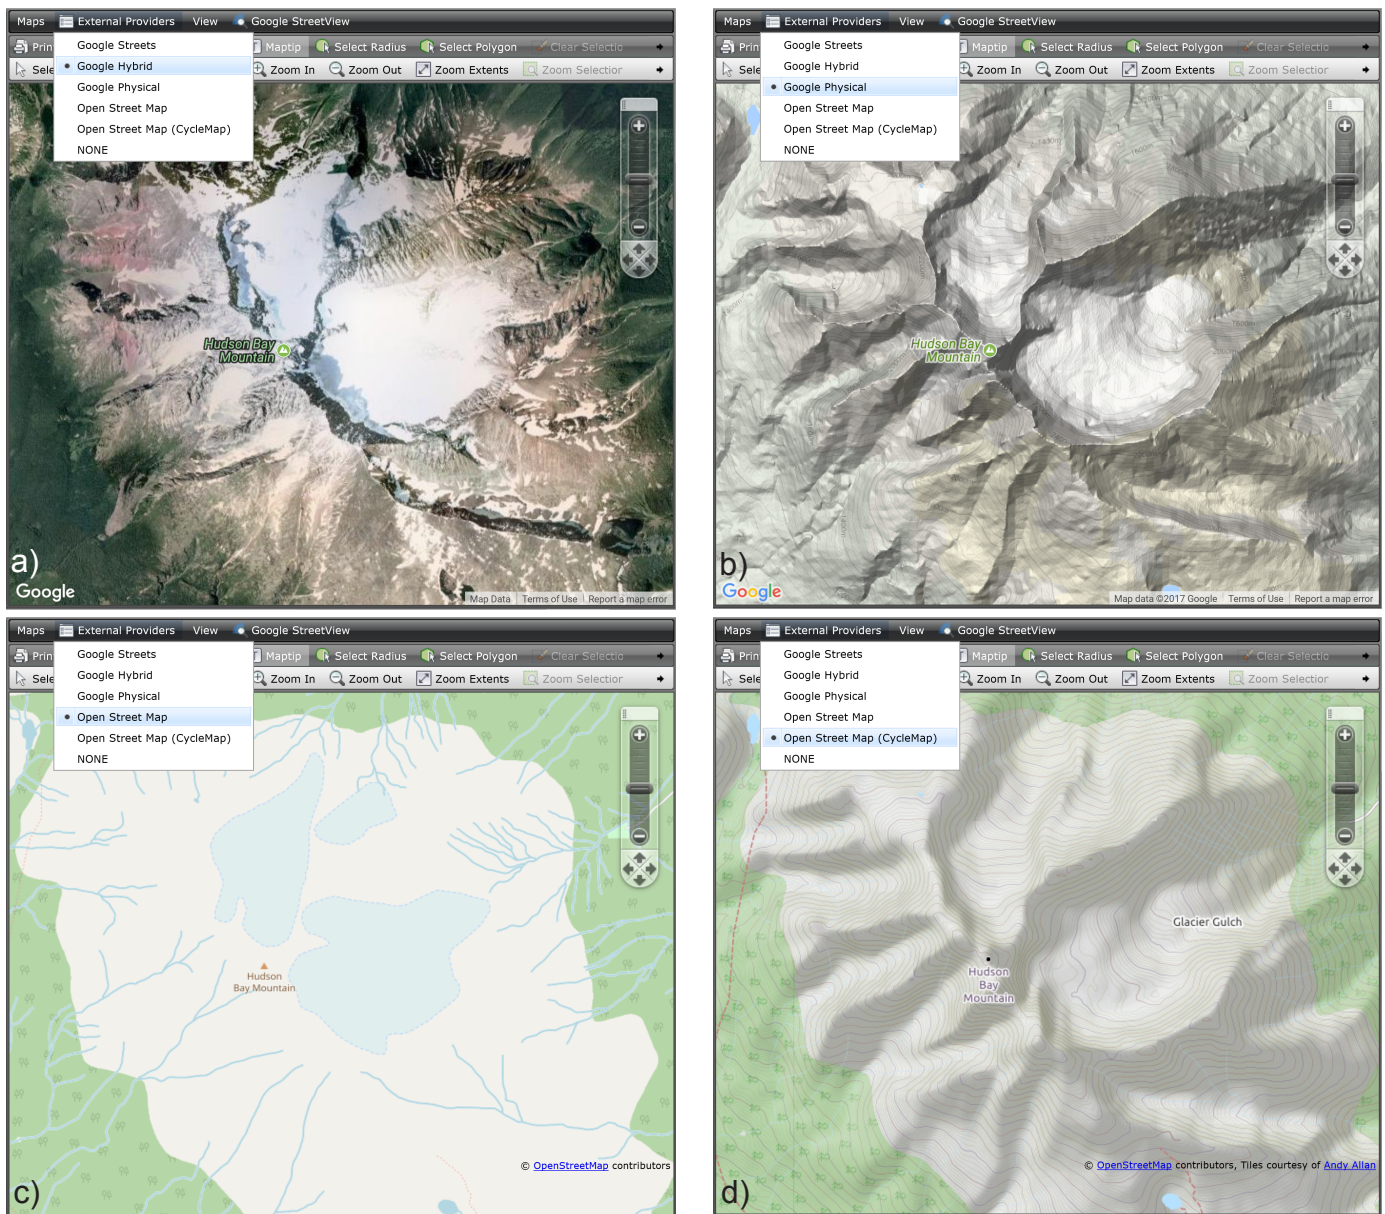 Maps External Providers View Google StreetView
Prin Maptip Select Radius Select Polygon Clear Selectio
Sele Zoom In Zoom Out Zoom Extents Zoom Selection
Google Streets
Google Hybrid
Google Physical
Open Street Map
Open Street Map (CycleMap)
NONE
Hudson Bay
Mountain
a)
Google
Map Data Terms of Use Report a map error
Maps External Providers View Google StreetView
Prin Maptip Select Radius Select Polygon Clear Selectio
Sele Zoom In Zoom Out Zoom Extents Zoom Selection
Google Streets
Google Hybrid
Google Physical
Open Street Map
Open Street Map (CycleMap)
NONE
1600m
Hudson Bay
Mountain
b)
Google
Map data ©2017 Google Terms of Use Report a map error
Maps External Providers View Google StreetView
Prin Maptip Select Radius Select Polygon Clear Selectio
Sele Zoom In Zoom Out Zoom Extents Zoom Selection
Google Streets
Google Hybrid
Google Physical
Open Street Map
Open Street Map (CycleMap)
NONE
Hudson
Bay Mountain
© OpenStreetMap contributors
c)
Maps External Providers View Google StreetView
Prin Maptip Select Radius Select Polygon Clear Selectio
Sele Zoom In Zoom Out Zoom Extents Zoom Selection
Google Streets
Google Hybrid
Google Physical
Open Street Map
Open Street Map (CycleMap)
NONE
Glacier Gulch
Hudson
Bay
Mountain
© OpenStreetMap contributors, Tiles courtesy of Andy Allan
d)